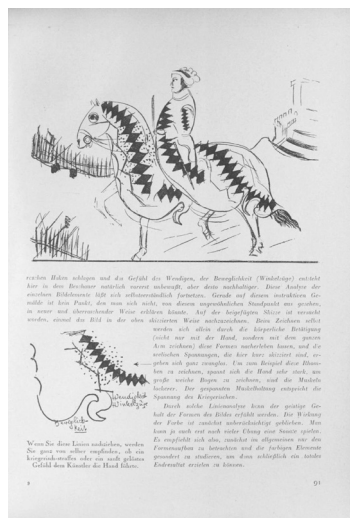 raschen Haken schlagen und das Gefühl des Wendigen, der Beweglichkeit (Winkelzüge) entsteht
hier in dem Beschauer natürlich zuerst unbewußt, aber desto nachhaltiger. Diese Analyse der
einzelnen Bildelemente läßt sich selbstverständlich fortsetzen. Gerade auf diesem instruktiven Ge-
mälde ist kein Punkt, den man nicht, aus diesem ungewöhnlichen Standpunkt aus gesehen,
in neuer und überraschender Weise erklären könnte. Auf der beigefügten Skizze ist versucht
worden, einmal das Bild in der oben skizzierten Weise nachzuzeichnen. Beim Zeichnen selbst
werden sich allein durch die körperliche Betätigung
(nicht nur mit der Hand, sondern mit dem ganzen
Arm zeichnen) diese Formen nacherleben lassen, und die
seelischen Spannungen, die hier kurz skizziert sind, er-
geben sich ganz zwanglos. Um zum Beispiel diese
zu zeichnen, spannt sich die Hand sehr stark, um
große weiche Bogen zu zeichnen, wird die Muskeln
lockerer. Der gespannten Muskelhaltung entspricht die
Spannung des Kriegerischen.
Durch solche Linienanalyse kann der geistige Ge-
halt der Formen des Bildes erfühlt werden. Die Wirkung
der Farbe ist zunächst unberücksichtigt geblieben. Man
kann ja auch erst nach vieler Übung eine Sonate spielen.
Es empfiehlt sich also, zunächst im allgemeinen nur den
Formenaufbau zu betrachten und die farbigen Elemente
gesondert zu studieren, um dann schließlich ein totales
Endresultat erzielen zu können.
Wenn Sie diese Linien nachziehen, werden
Sie ganz von selber empfinden, ob ein
kriegerisch-straffes oder ein sanft gelöstes
Gefühl dem Künstler die Hand führte.
91